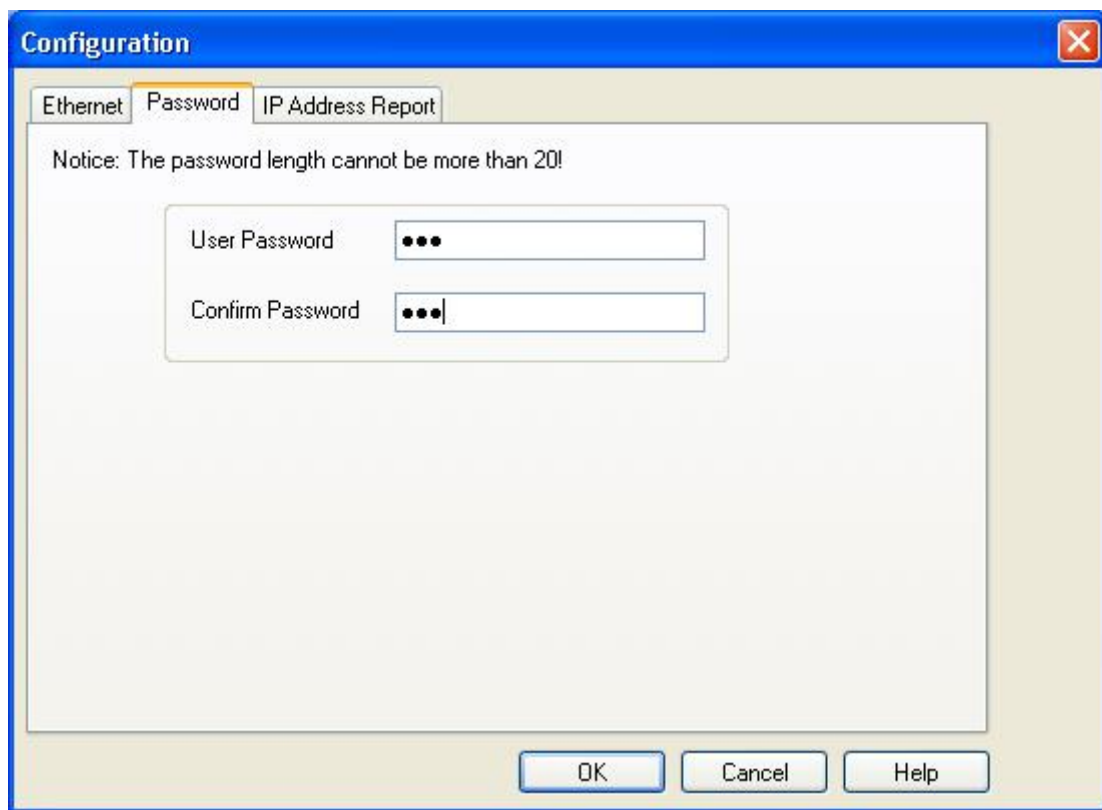 Configuration
Ethernet Password IP Address Report
Notice: The password length cannot be more than 20!
User Password ●●●
Confirm Password ●●●
OK Cancel Help